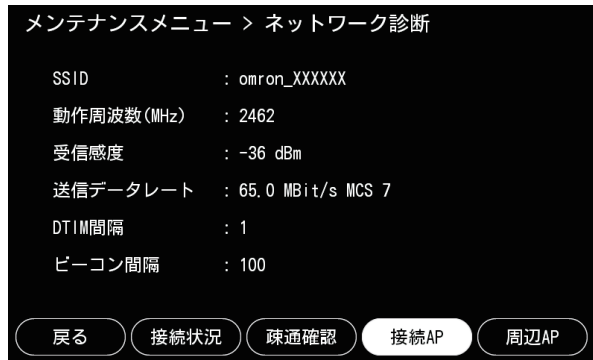 メンテナンスメニュー > ネットワーク診断
SSID : omron_XXXXXX
動作周波数(MHz) : 2462
受信感度 : -36 dBm
送信データレート : 65.0 MBit/s MCS 7
DTIM間隔 : 1
ビーコン間隔 : 100
戻る 接続状況 疎通確認 接続AP 周辺AP